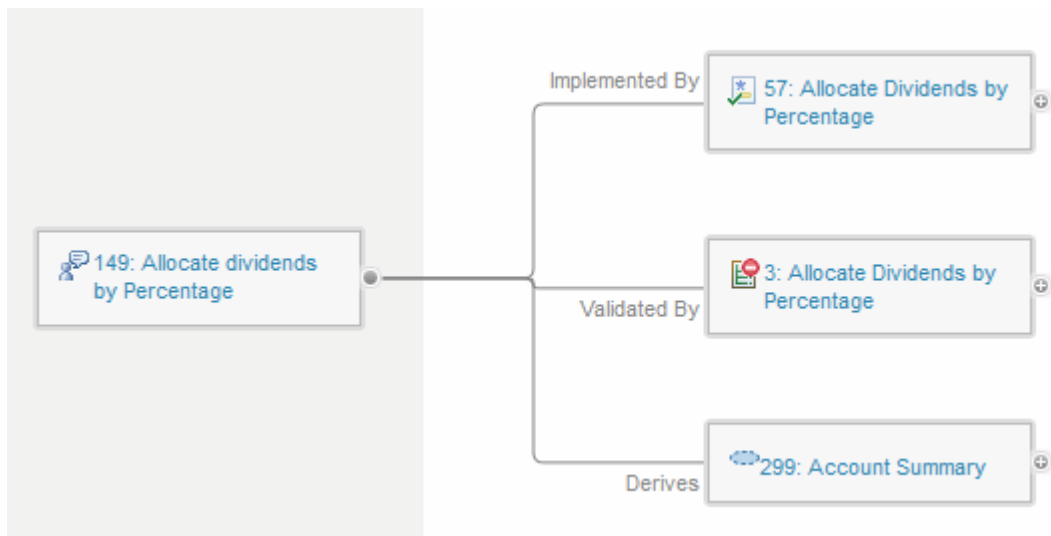 Implemented By
57: Allocate Dividends by
Percentage
149: Allocate dividends
by Percentage
3: Allocate Dividends by
Percentage
Validated By
299: Account Summary
Derives